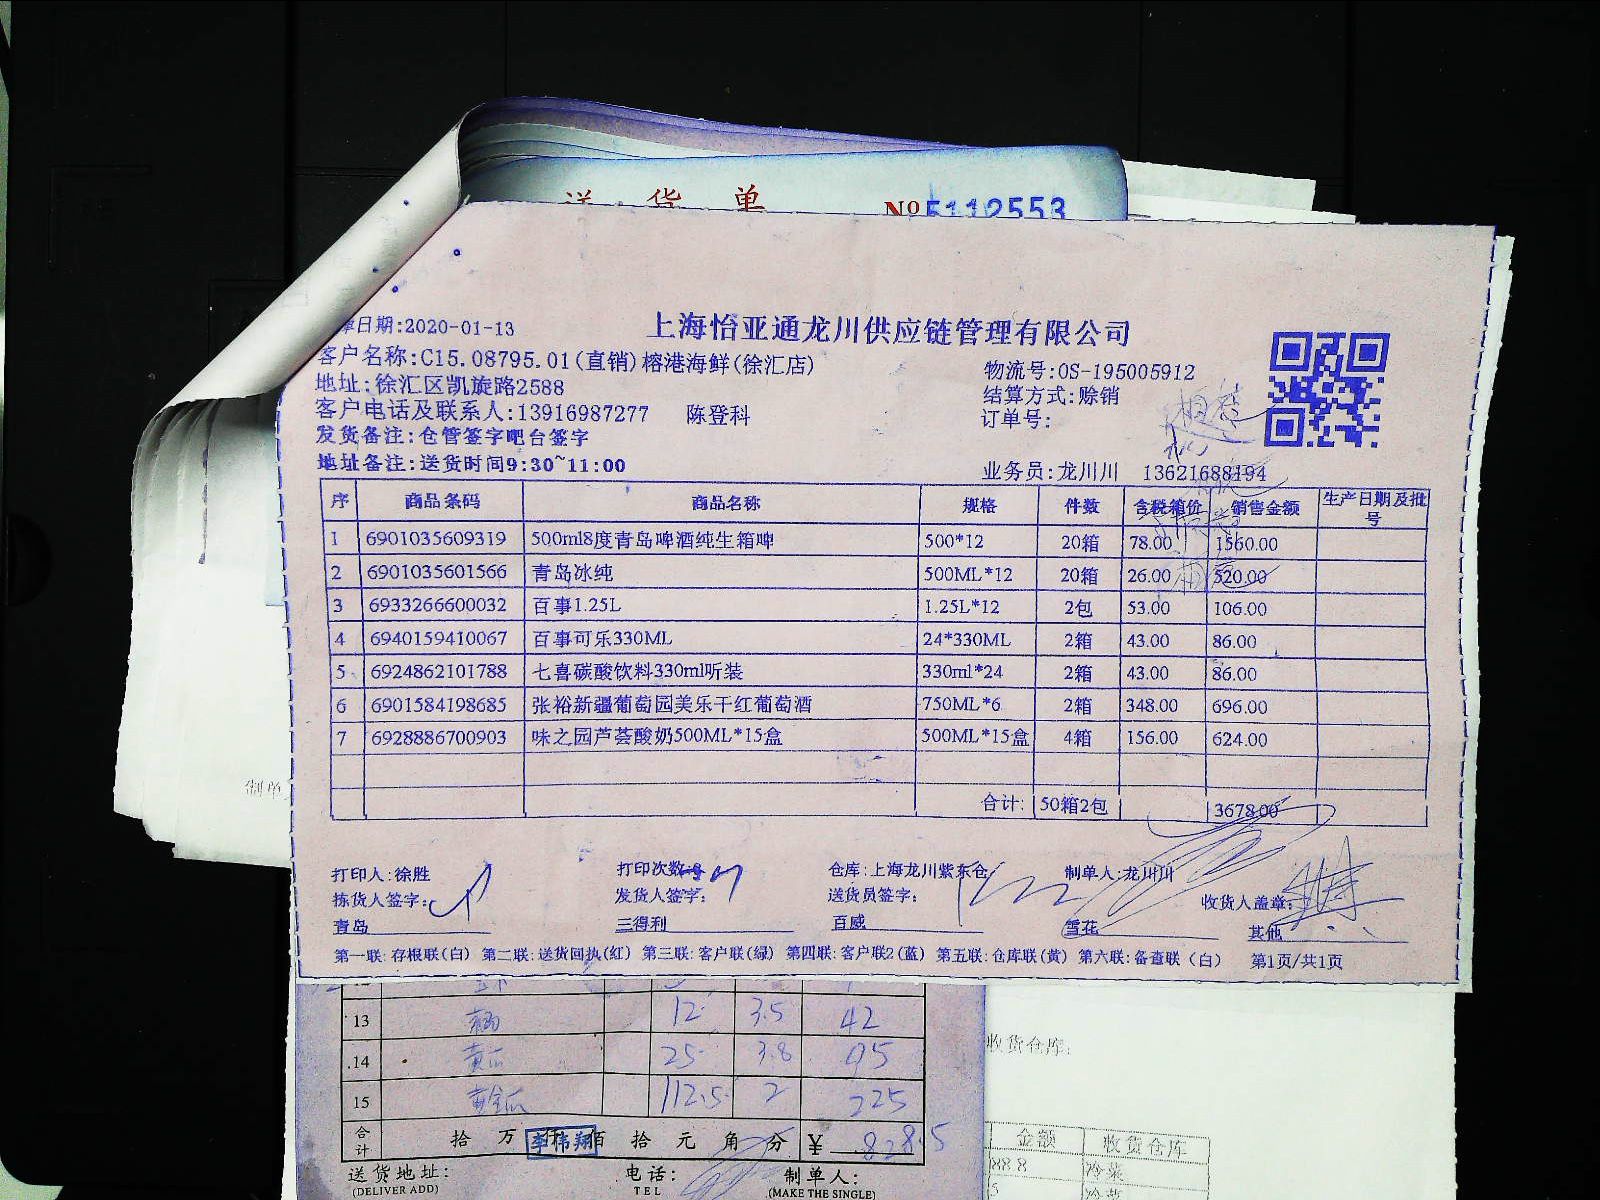 送 货 单 №5112553
日期:2020-01-13
上海怡亚通龙川供应链管理有限公司
客户名称:C15.08795.01(直销)榕港海鲜(徐汇店)
物流号:OS-195005912
地址:徐汇区凯旋路2588
结算方式:赊销
客户电话及联系人:13916987277 陈登科
订单号:
发货备注:仓管签字吧台签字
地址备注:送货时间9:30~11:00
业务员:龙川川 13621688194
序 商品条码 商品名称 规格 件数 含税箱价 销售金额 生产日期及批号
1 6901035609319 500ml8度青岛啤酒纯生箱啤 500*12 20箱 78.00 1560.00
2 6901035601566 青岛冰纯 500ML*12 20箱 26.00 520.00
3 6933266600032 百事1.25L 1.25L*12 2包 53.00 106.00
4 6940159410067 百事可乐330ML 24*330ML 2箱 43.00 86.00
5 6924862101788 七喜碳酸饮料330ml听装 330ml*24 2箱 43.00 86.00
6 6901584198685 张裕新疆葡萄园美乐干红葡萄酒 750ML*6 2箱 348.00 696.00
7 6928886700903 味之园芦荟酸奶500ML*15盒 500ML*15盒 4箱 156.00 624.00
合计: 50箱2包 3678.00
打印人:徐胜 打印次数: 仓库:上海龙川紫东仓 制单人:龙川川
拣货人签字: 发货人签字: 送货员签字: 收货人盖章:
青岛 三得利 百威 雪花 其他
第一联:存根联(白) 第二联:送货回执(红) 第三联:客户联(绿) 第四联:客户联2(蓝) 第五联:仓库联(黄) 第六联:备查联(白) 第1页/共1页
制单
13 12 3.5 42
14 黄瓜 25 3.8 95
15 黄金瓜 112.5 2 225
合计 拾 万 仟 佰 拾 元 角 分 ¥ 828.5
李伟翔
送货地址: 电话: 制单人:
(DELIVER ADD) TEL (MAKE THE SINGLE)
收货仓库:
金额 收货仓库
88.8 冷菜
5 冷菜